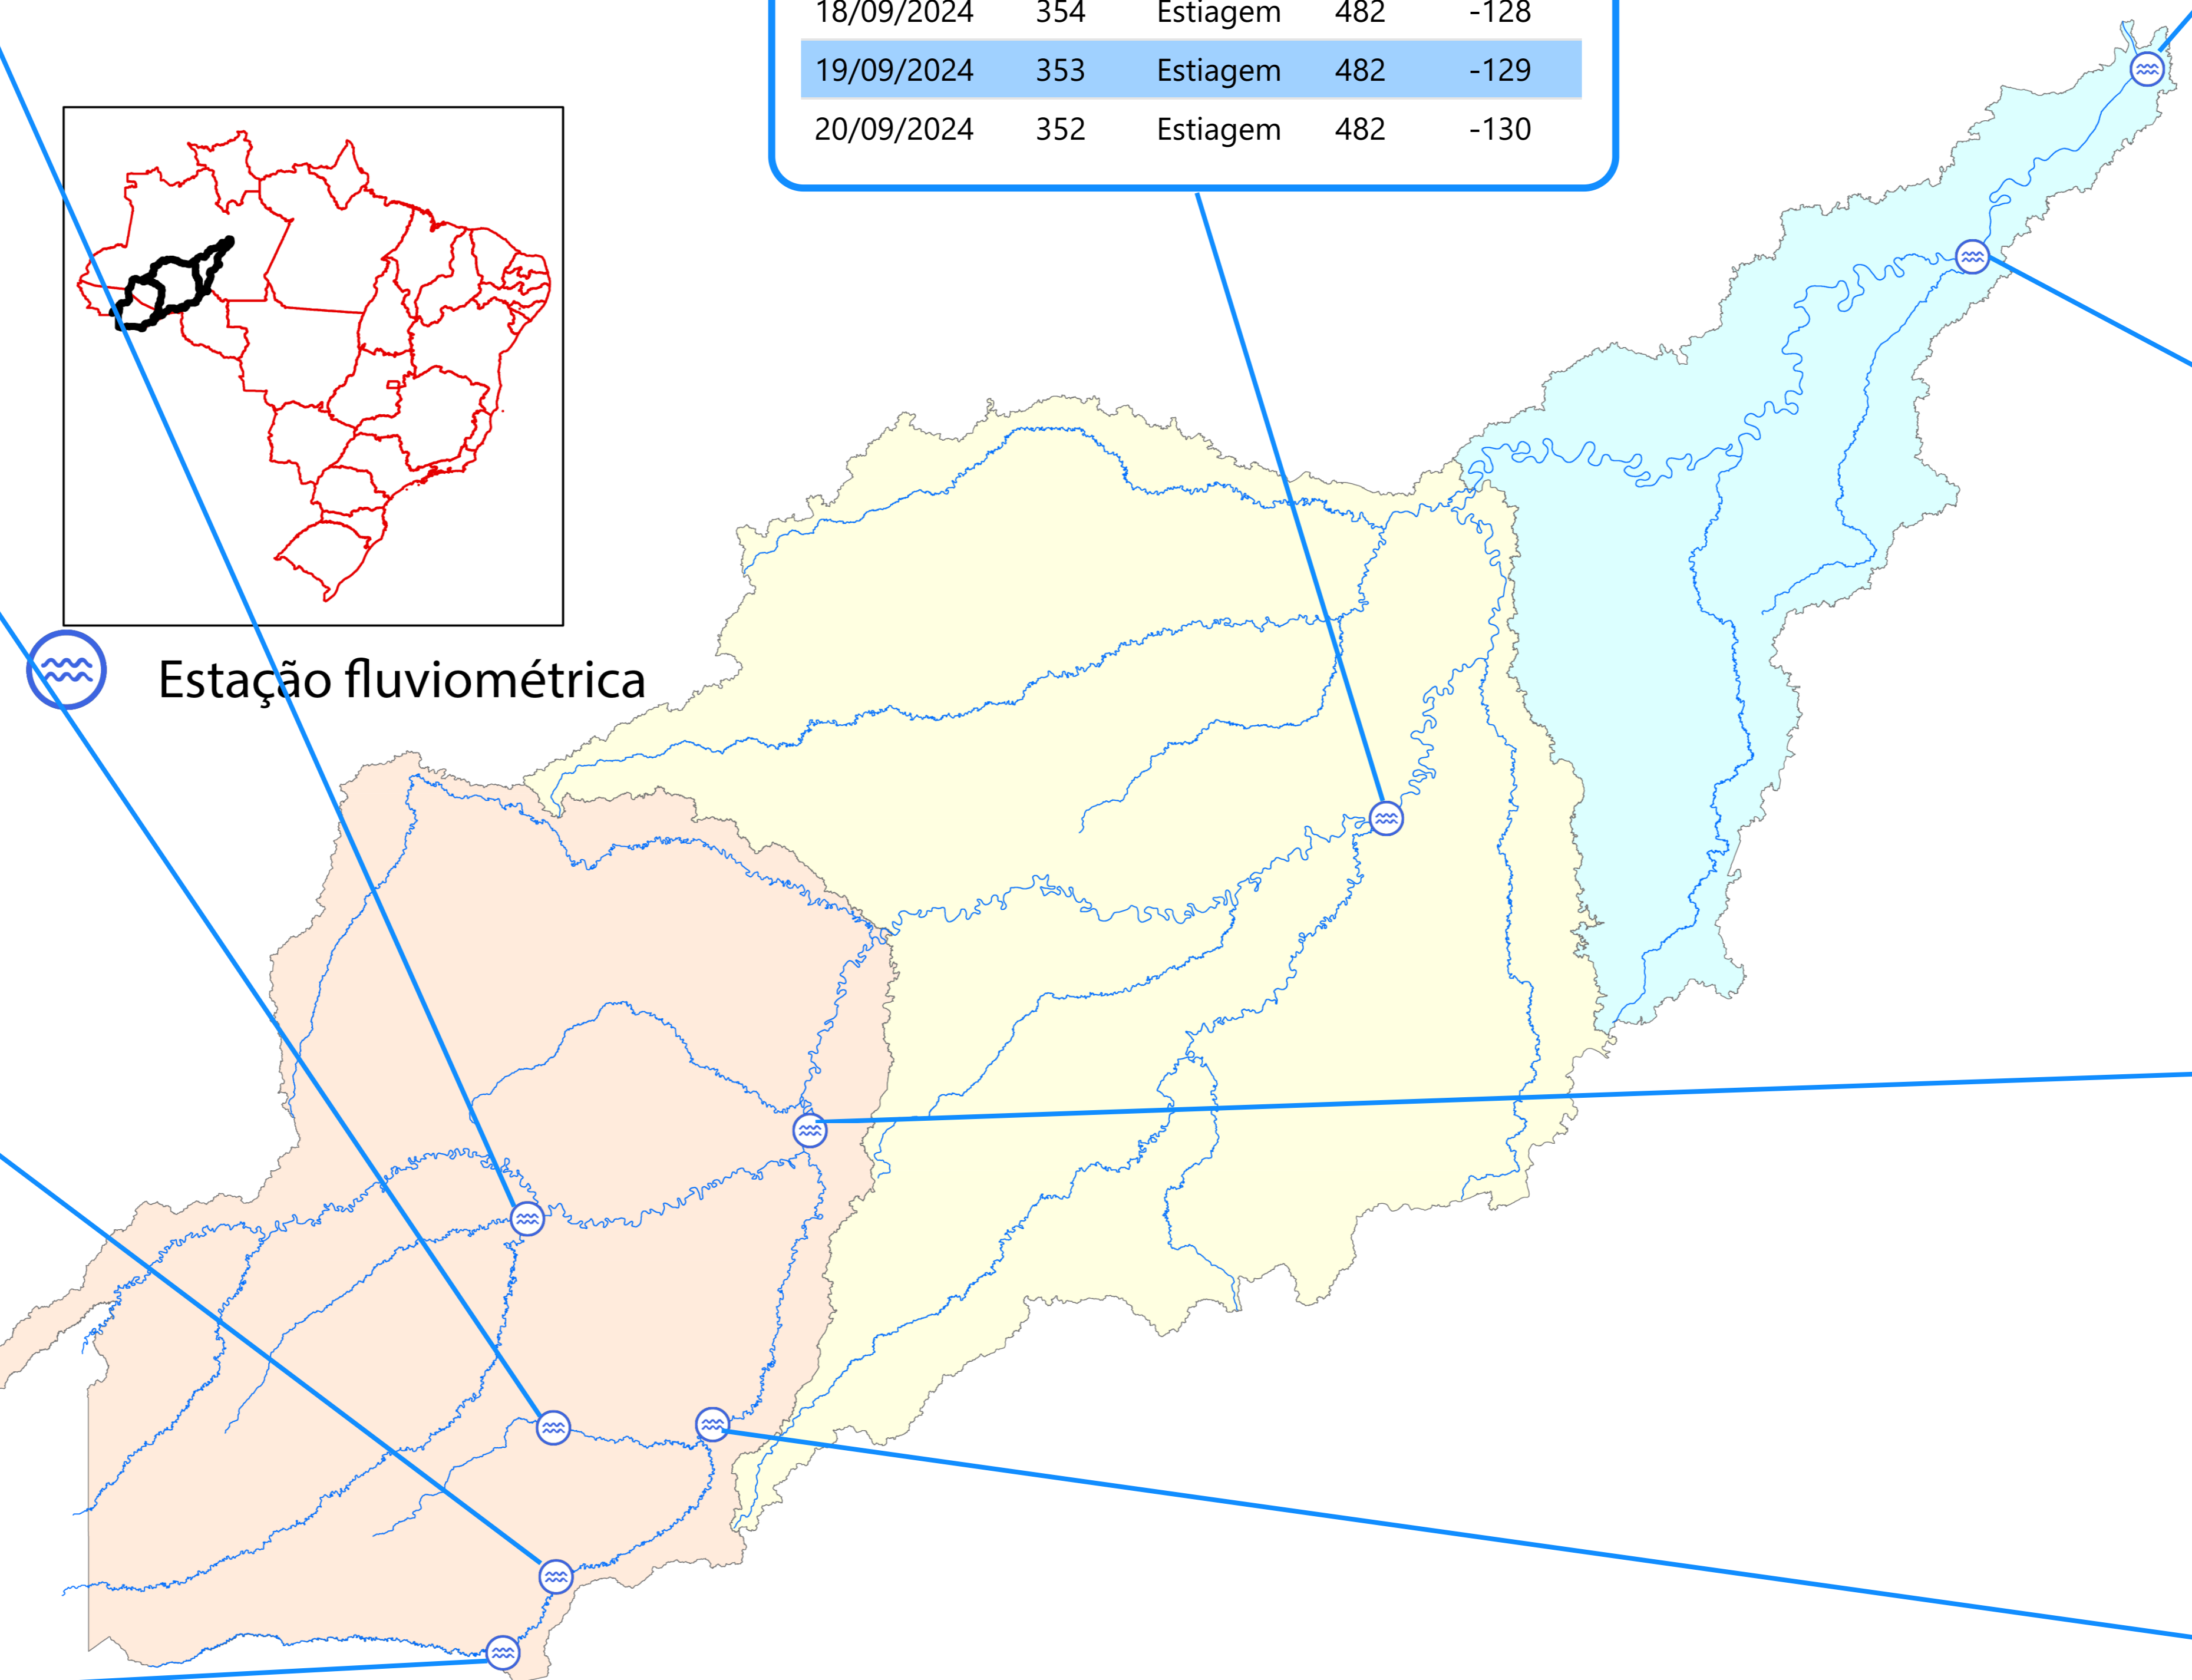 18/09/2024 354 Estiagem 482 -128
19/09/2024 353 Estiagem 482 -129
20/09/2024 352 Estiagem 482 -130
Estação fluviométrica